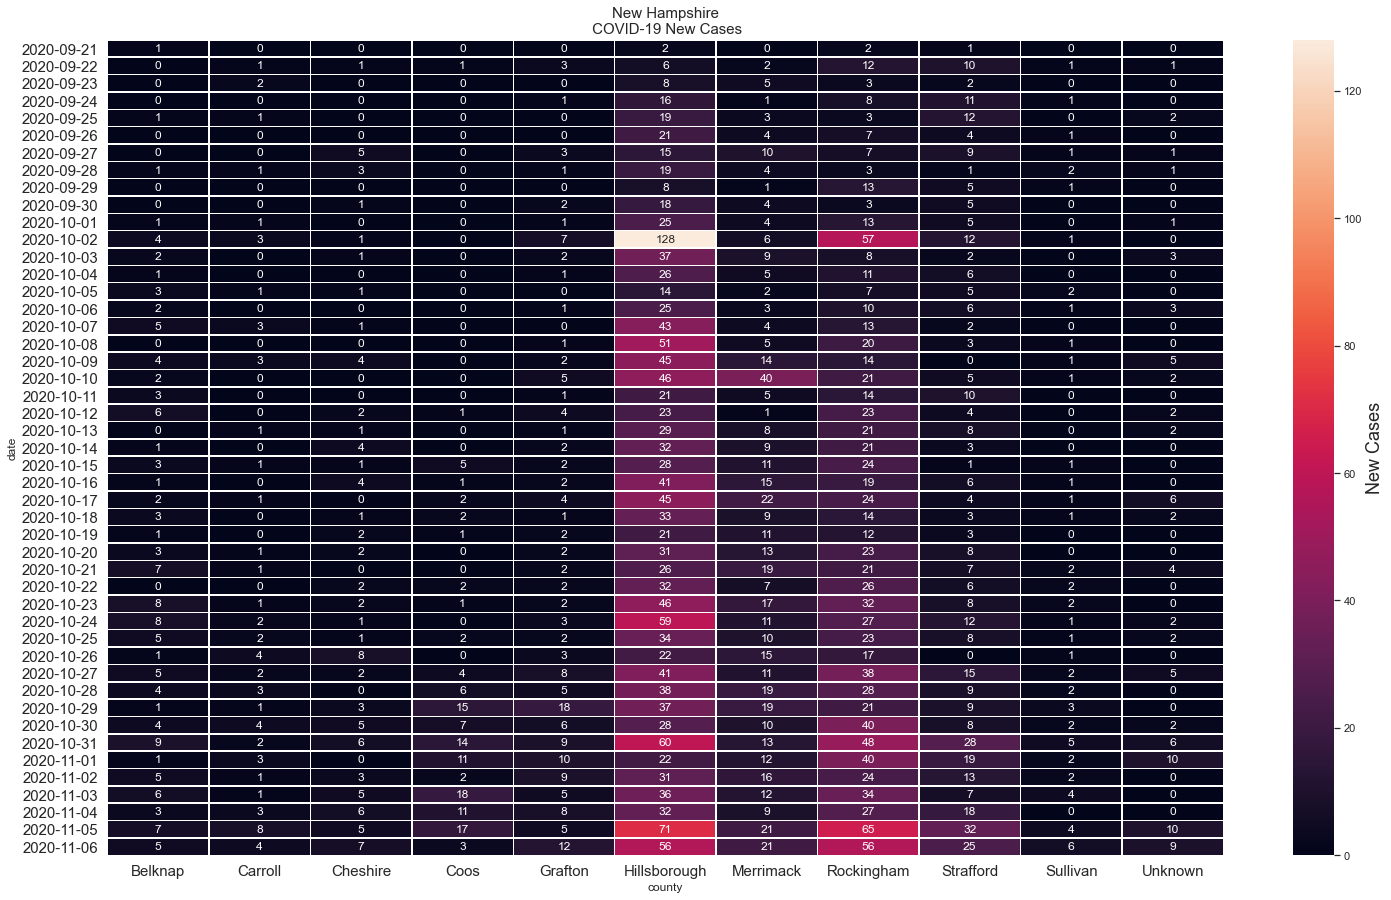 New Hampshire
COVID-19 New Cases
2020-09-21 1 0 0 0 0 2 0 2 1 0 0
2020-09-22 0 1 1 1 3 6 2 12 10 1 1
2020-09-23 0 2 0 0 0 8 5 3 2 0 0
2020-09-24 0 0 0 0 1 16 1 8 11 1 0
2020-09-25 1 1 0 0 0 19 3 3 12 0 2
2020-09-26 0 0 0 0 0 21 4 7 4 1 0
2020-09-27 0 0 5 0 3 15 10 7 9 1 1
2020-09-28 1 1 3 0 1 19 4 3 1 2 1
2020-09-29 0 0 0 0 0 8 1 13 5 1 0
2020-09-30 0 0 1 0 2 18 4 3 5 0 0
2020-10-01 1 1 0 0 1 25 4 13 5 0 1
2020-10-02 4 3 1 0 7 128 6 57 12 1 0
2020-10-03 2 0 1 0 2 37 9 8 2 0 3
2020-10-04 1 0 0 0 1 26 5 11 6 0 0
2020-10-05 3 1 1 0 0 14 2 7 5 2 0
2020-10-06 2 0 0 0 1 25 3 10 6 1 3
2020-10-07 5 3 1 0 0 43 4 13 2 0 0
2020-10-08 0 0 0 0 1 51 5 20 3 1 0
2020-10-09 4 3 4 0 2 45 14 14 0 1 5
2020-10-10 2 0 0 0 5 46 40 21 5 1 2
2020-10-11 3 0 0 0 1 21 5 14 10 0 0
2020-10-12 6 0 2 1 4 23 1 23 4 0 2
2020-10-13 0 1 1 0 1 29 8 21 8 0 2
2020-10-14 1 0 4 0 2 32 9 21 3 0 0
2020-10-15 3 1 1 5 2 28 11 24 1 1 0
2020-10-16 1 0 4 1 2 41 15 19 6 1 0
2020-10-17 2 1 0 2 4 45 22 24 4 1 6
2020-10-18 3 0 1 2 1 33 9 14 3 1 2
2020-10-19 1 0 2 1 2 21 11 12 3 0 0
2020-10-20 3 1 2 0 2 31 13 23 8 0 0
2020-10-21 7 1 0 0 2 26 19 21 7 2 4
2020-10-22 0 0 2 2 2 32 7 26 6 2 0
2020-10-23 8 1 2 1 2 46 17 32 8 2 0
2020-10-24 8 2 1 0 3 59 11 27 12 1 2
2020-10-25 5 2 1 2 2 34 10 23 8 1 2
2020-10-26 1 4 8 0 3 22 15 17 0 1 0
2020-10-27 5 2 2 4 8 41 11 38 15 2 5
2020-10-28 4 3 0 6 5 38 19 28 9 2 0
2020-10-29 1 1 3 15 18 37 19 21 9 3 0
2020-10-30 4 4 5 7 6 28 10 40 8 2 2
2020-10-31 9 2 6 14 9 60 13 48 28 5 6
2020-11-01 1 3 0 11 10 22 12 40 19 2 10
2020-11-02 5 1 3 2 9 31 16 24 13 2 0
2020-11-03 6 1 5 18 5 36 12 34 7 4 0
2020-11-04 3 3 6 11 8 32 9 27 18 0 0
2020-11-05 7 8 5 17 5 71 21 65 32 4 10
2020-11-06 5 4 7 3 12 56 21 56 25 6 9
Belknap Carroll Cheshire Coos Grafton Hillsborough Merrimack Rockingham Strafford Sullivan Unknown
county
date
120
100
80
60
40
20
0
New Cases